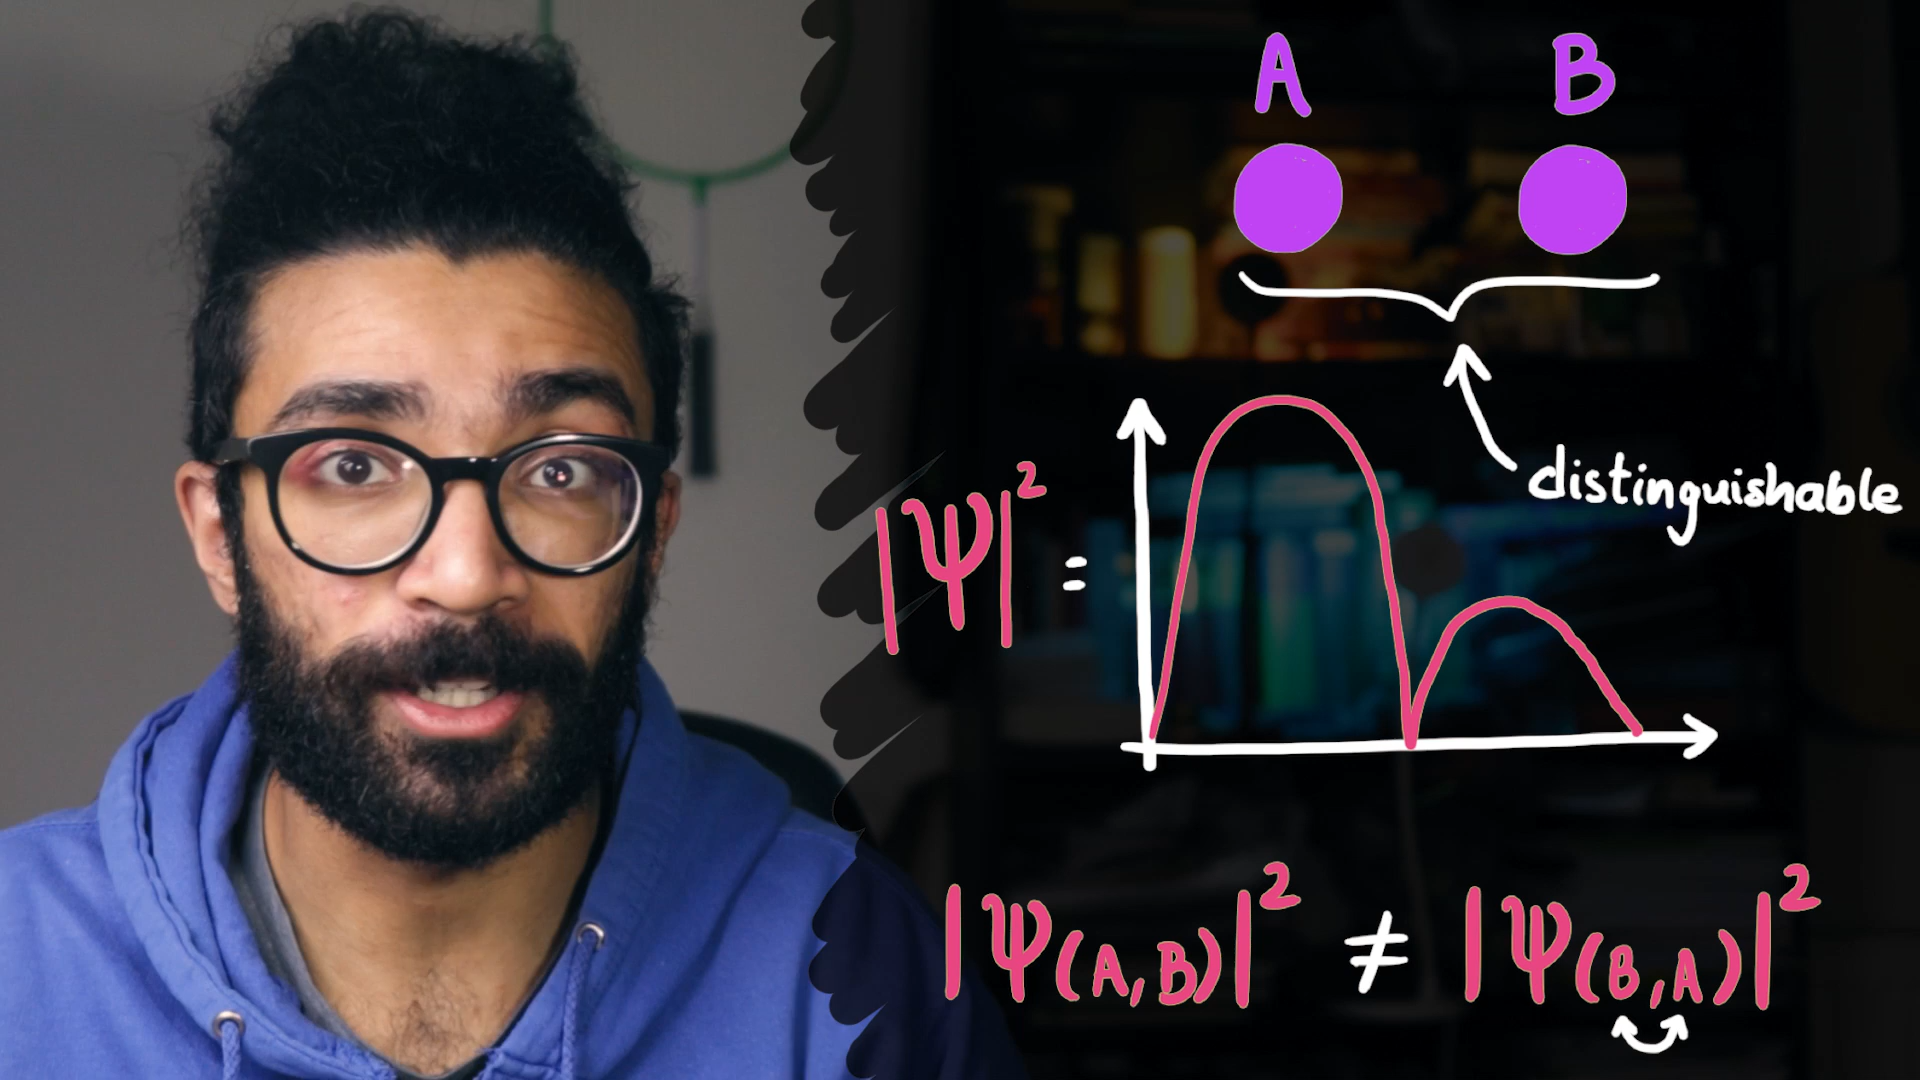 A B
distinguishable
|Ψ|² =
|Ψ(A,B)|² ≠ |Ψ(B,A)|²